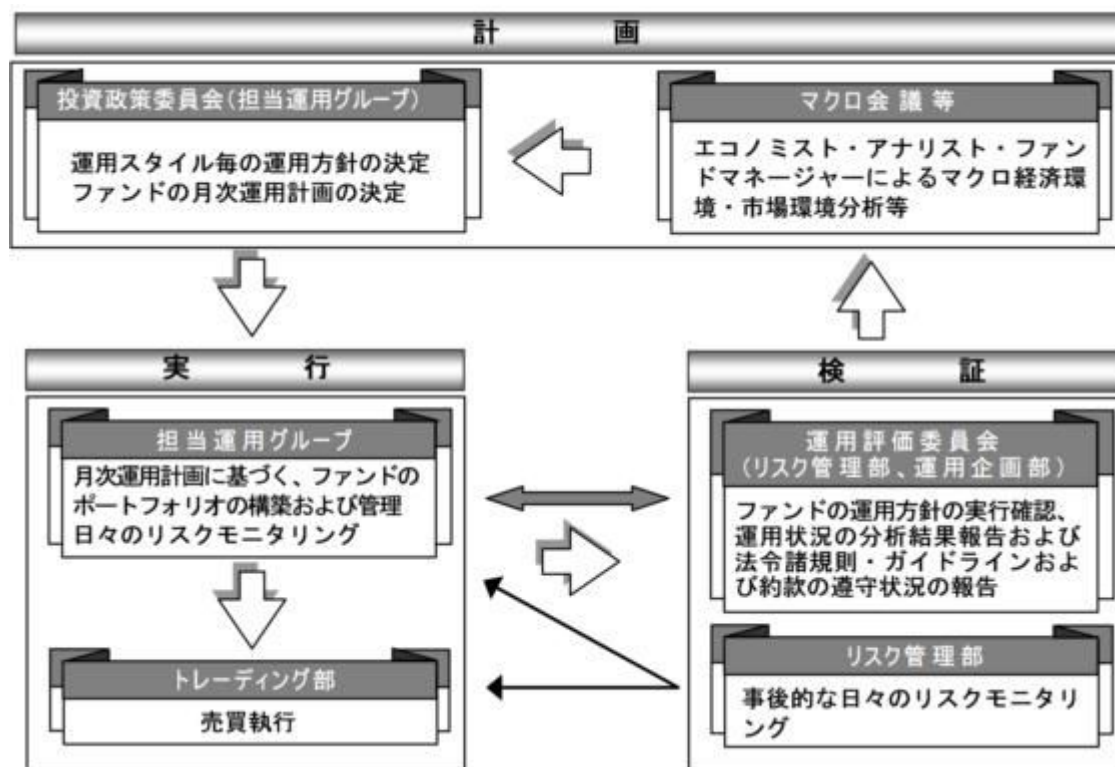 計　画
投資政策委員会(担当運用グループ)
運用スタイル毎の運用方針の決定
ファンドの月次運用計画の決定
マクロ会議等
エコノミスト・アナリスト・ファン
ドマネージャーによるマクロ経済環
境・市場環境分析等
実　行
担当運用グループ
月次運用計画に基づく、ファンドの
ポートフォリオの構築および管理
日々のリスクモニタリング
トレーディング部
売買執行
検　証
運用評価委員会
(リスク管理部、運用企画部)
ファンドの運用方針の実行確認、
運用状況の分析結果報告および
法令諸規則・ガイドラインおよ
び約款の遵守状況の報告
リスク管理部
事後的な日々のリスクモニタリ
ング